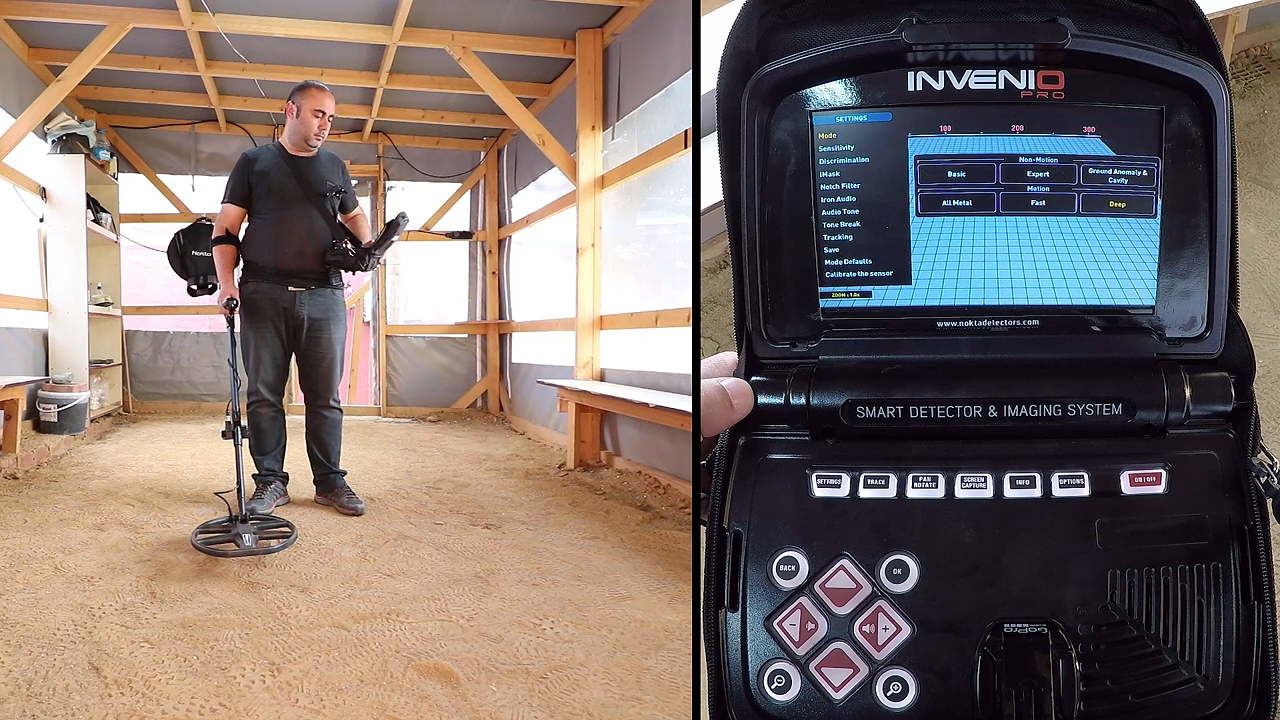 Nokta
INVENIO
PRO
SETTINGS
Mode
Sensitivity
Discrimination
iMask
Notch Filter
Iron Audio
Audio Tone
Tone Break
Tracking
Save
Mode Defaults
Calibrate the sensor
ZOOM : 1.0x
100 200 300
Non-Motion
Basic Expert Ground Anomaly & Cavity
Motion
All Metal Fast Deep
www.noktadetectors.com
SMART DETECTOR & IMAGING SYSTEM
SETTINGS TRACE PAN ROTATE SCREEN CAPTURE INFO OPTIONS ON | OFF
BACK OK
- +
GoPro